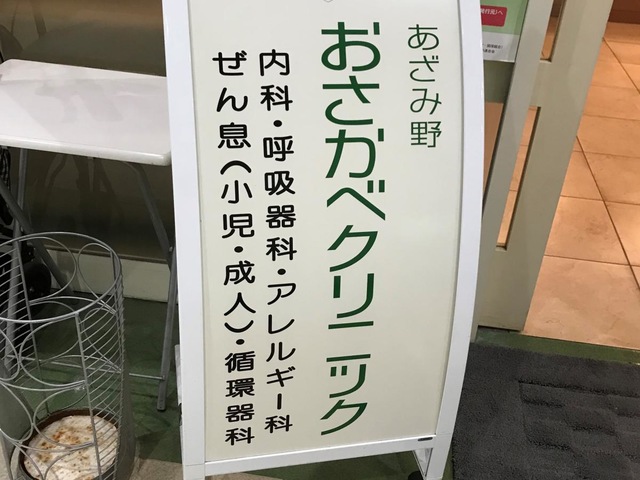 あざみ野
おさかべクリニック
内科・呼吸器科・アレルギー科
ぜん息(小児・成人)・循環器科